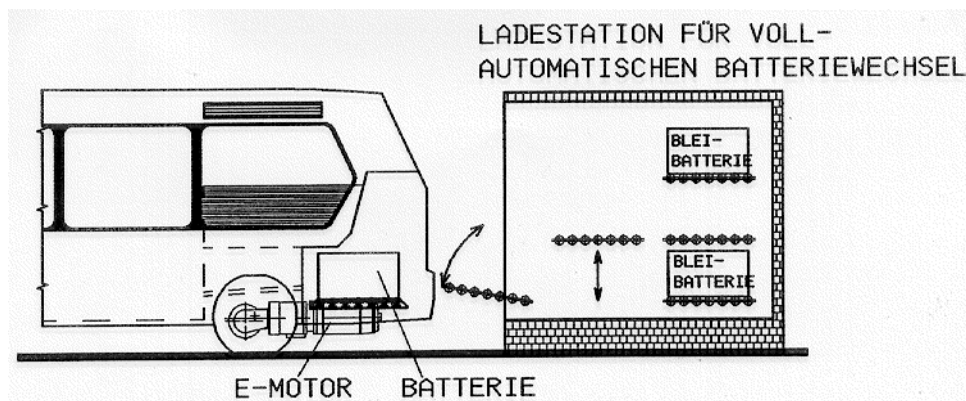 LADESTATION FÜR VOLL-
AUTOMATISCHEN BATTERIEWECHSEL
BLEI-
BATTERIE
BLEI-
BATTERIE
E-MOTOR
BATTERIE